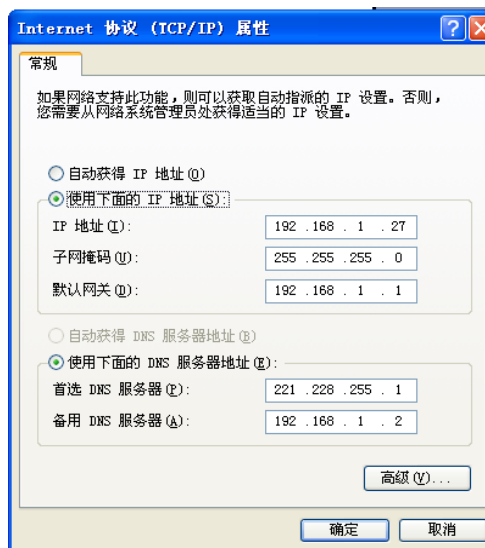 Internet 协议 (TCP/IP) 属性
常规
如果网络支持此功能，则可以获取自动指派的 IP 设置。否则，
您需要从网络系统管理员处获得适当的 IP 设置。
自动获得 IP 地址(O)
使用下面的 IP 地址(S):
IP 地址(I): 192 .168 . 1 . 27
子网掩码(U): 255 .255 .255 . 0
默认网关(D): 192 .168 . 1 . 1
自动获得 DNS 服务器地址(B)
使用下面的 DNS 服务器地址(E):
首选 DNS 服务器(P): 221 .228 .255 . 1
备用 DNS 服务器(A): 192 .168 . 1 . 2
高级(V)...
确定 取消